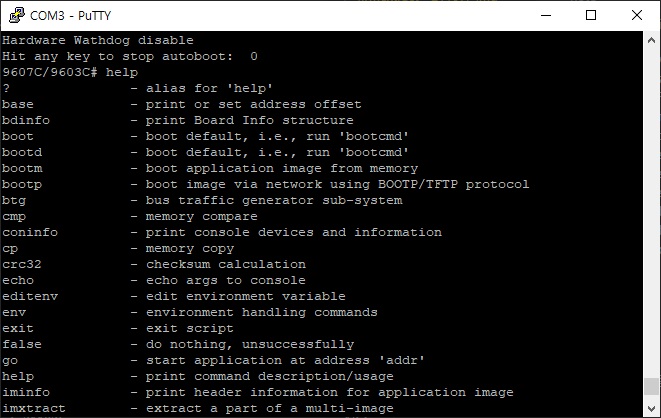 COM3 - PuTTY
Hardware Wathdog disable
Hit any key to stop autoboot:  0
9607C/9603C# help
?               - alias for 'help'
base            - print or set address offset
bdinfo          - print Board Info structure
boot            - boot default, i.e., run 'bootcmd'
bootd           - boot default, i.e., run 'bootcmd'
bootm           - boot application image from memory
bootp           - boot image via network using BOOTP/TFTP protocol
btg             - bus traffic generator sub-system
cmp             - memory compare
coninfo         - print console devices and information
cp              - memory copy
crc32           - checksum calculation
echo            - echo args to console
editenv         - edit environment variable
env             - environment handling commands
exit            - exit script
false           - do nothing, unsuccessfully
go              - start application at address 'addr'
help            - print command description/usage
iminfo          - print header information for application image
imxtract        - extract a part of a multi-image